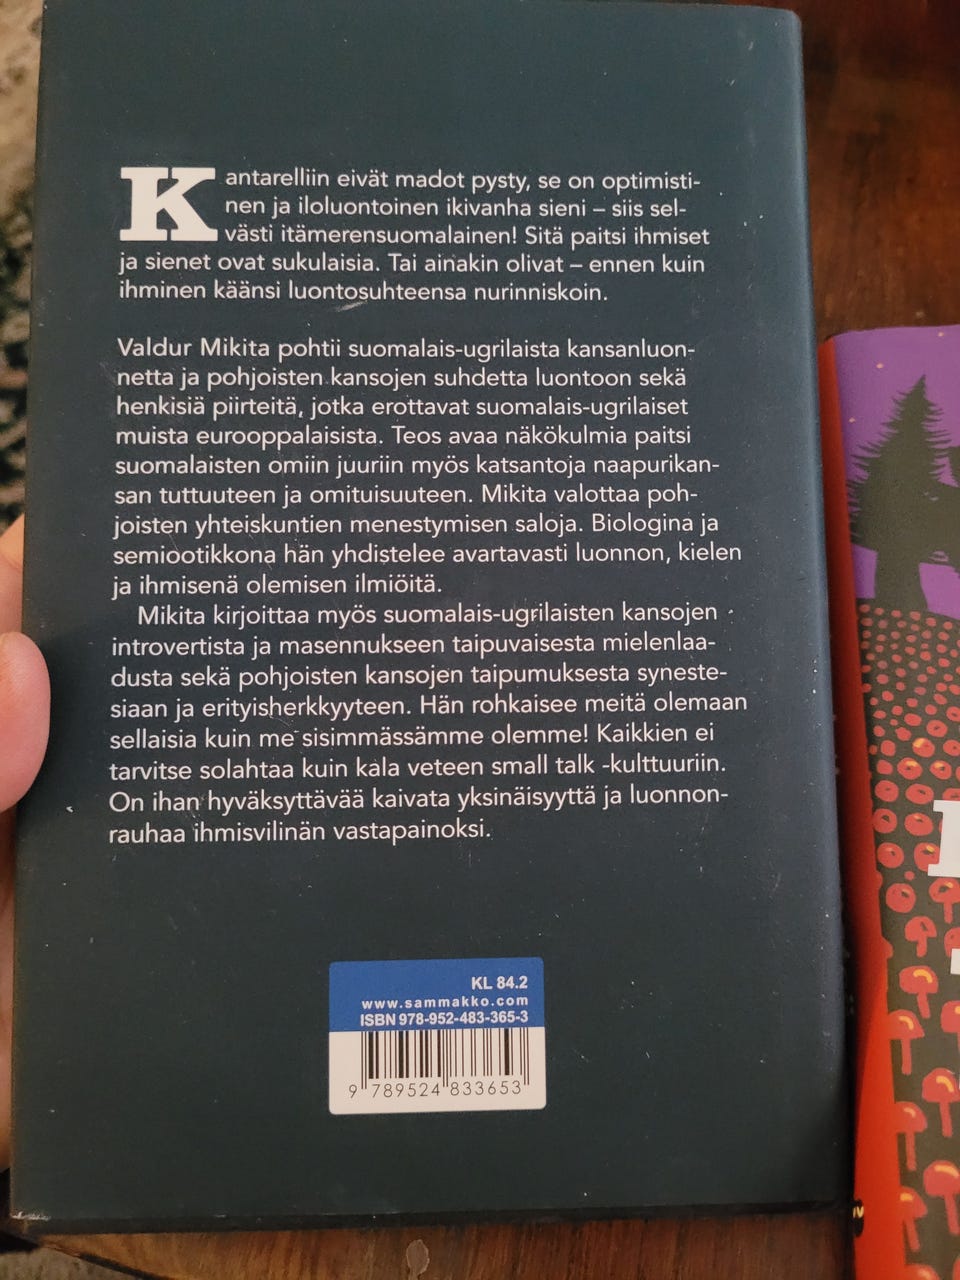 Kantarelliin eivät madot pysty, se on optimisti-
nen ja iloluontoinen ikivanha sieni – siis sel-
västi itämerensuomalainen! Sitä paitsi ihmiset
ja sienet ovat sukulaisia. Tai ainakin olivat – ennen kuin
ihminen käänsi luontosuhteensa nurinniskoin.
Valdur Mikita pohtii suomalais-ugrilaista kansanluon-
netta ja pohjoisten kansojen suhdetta luontoon sekä
henkisiä piirteitä, jotka erottavat suomalais-ugrilaiset
muista eurooppalaisista. Teos avaa näkökulmia paitsi
suomalaisten omiin juuriin myös katsantoja naapurikan-
san tuttuuteen ja omituisuuteen. Mikita valottaa poh-
joisten yhteiskuntien menestymisen saloja. Biologina ja
semiootikkona hän yhdistelee avartavasti luonnon, kielen
ja ihmisenä olemisen ilmiöitä.
Mikita kirjoittaa myös suomalais-ugrilaisten kansojen
introvertista ja masennukseen taipuvaisesta mielenlaa-
dusta sekä pohjoisten kansojen taipumuksesta syneste-
siaan ja erityisherkkyyteen. Hän rohkaisee meitä olemaan
sellaisia kuin me sisimmässämme olemme! Kaikkien ei
tarvitse solahtaa kuin kala veteen small talk -kulttuuriin.
On ihan hyväksyttävää kaivata yksinäisyyttä ja luonnon-
rauhaa ihmisvilinän vastapainoksi.
KL 84.2
www.sammakko.com
ISBN 978-952-483-365-3
9 789524 833653